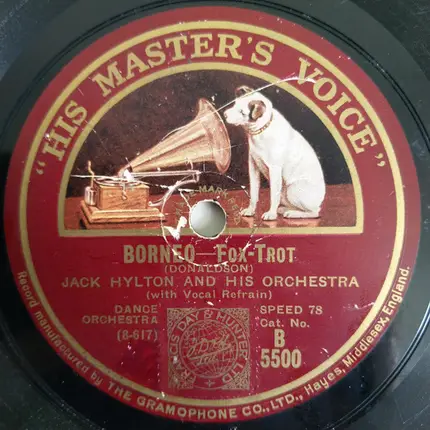 "HIS MASTER'S VOICE"
BORNEO—FOX-TROT
(DONALDSON)
JACK HYLTON AND HIS ORCHESTRA
(with Vocal Refrain)
DANCE SPEED 78
ORCHESTRA Cat. No.
(8-617) B
5500
Record manufactured by THE GRAMOPHONE CO., LTD., Hayes, Middlesex, England.